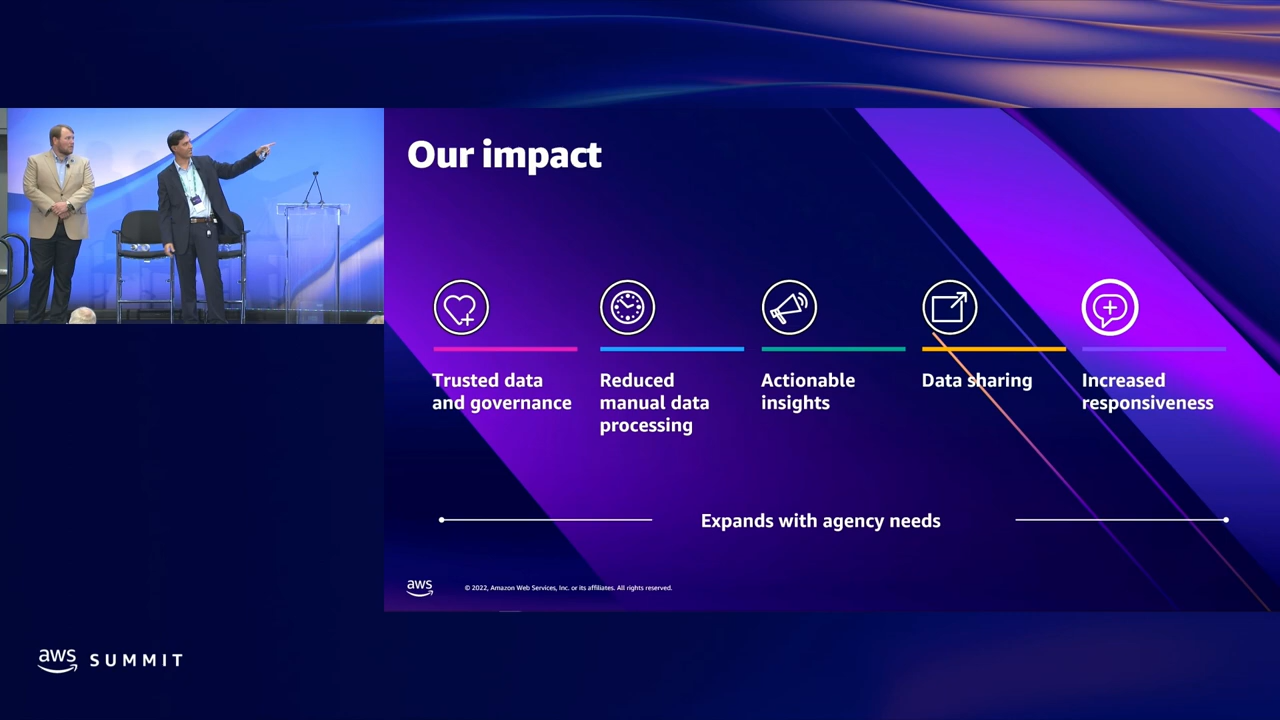 Our impact
Trusted data
and governance
Reduced
manual data
processing
Actionable
insights
Data sharing
Increased
responsiveness
Expands with agency needs
aws
© 2022, Amazon Web Services, Inc. or its affiliates. All rights reserved.
aws SUMMIT